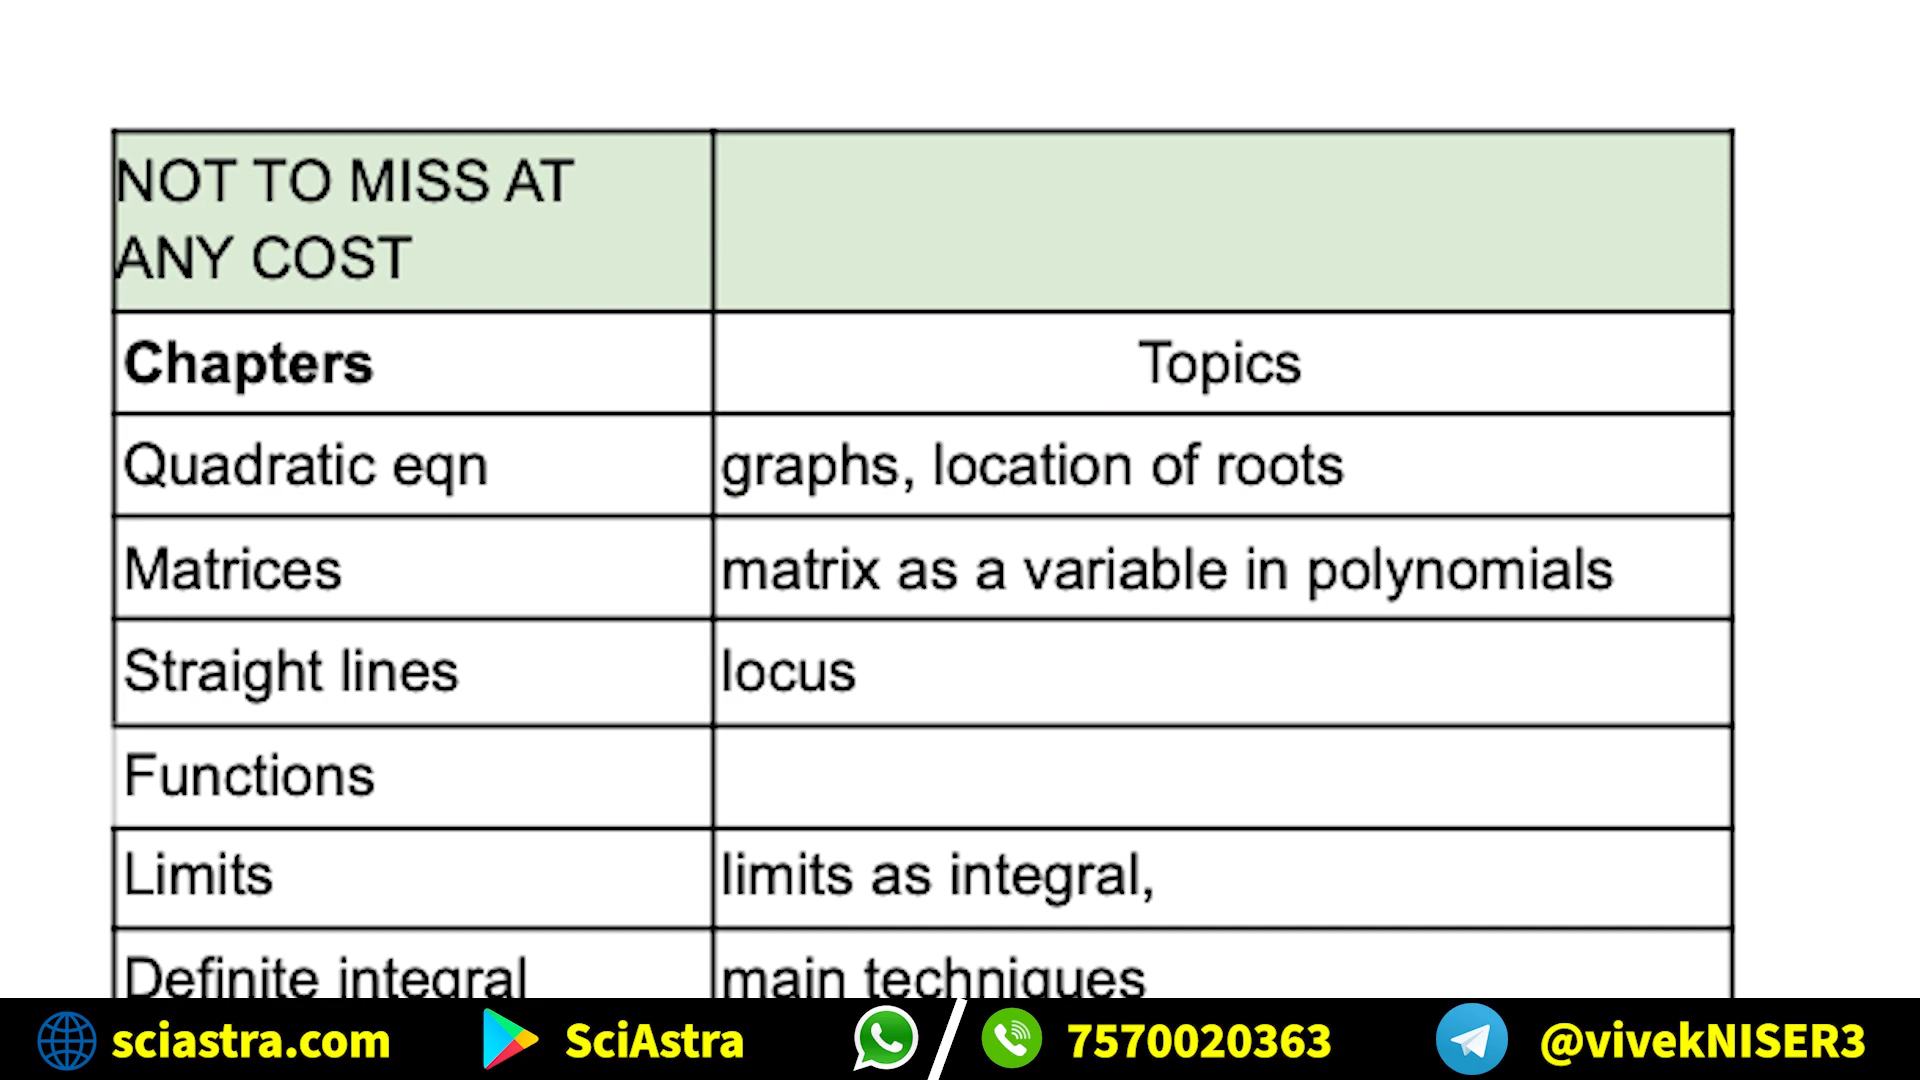 NOT TO MISS AT
ANY COST
Chapters Topics
Quadratic eqn graphs, location of roots
Matrices matrix as a variable in polynomials
Straight lines locus
Functions
Limits limits as integral,
Definite integral main techniques
sciastra.com SciAstra 7570020363 @vivekNISER3